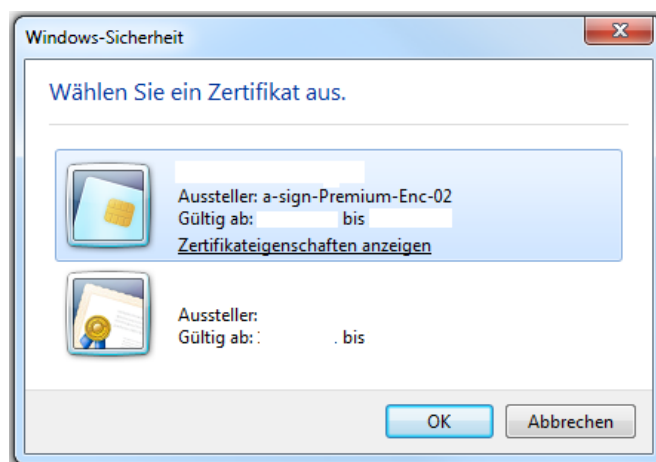 Windows-Sicherheit
Wählen Sie ein Zertifikat aus.
Aussteller: a-sign-Premium-Enc-02
Gültig ab: bis
Zertifikateigenschaften anzeigen
Aussteller:
Gültig ab: . bis
OK Abbrechen